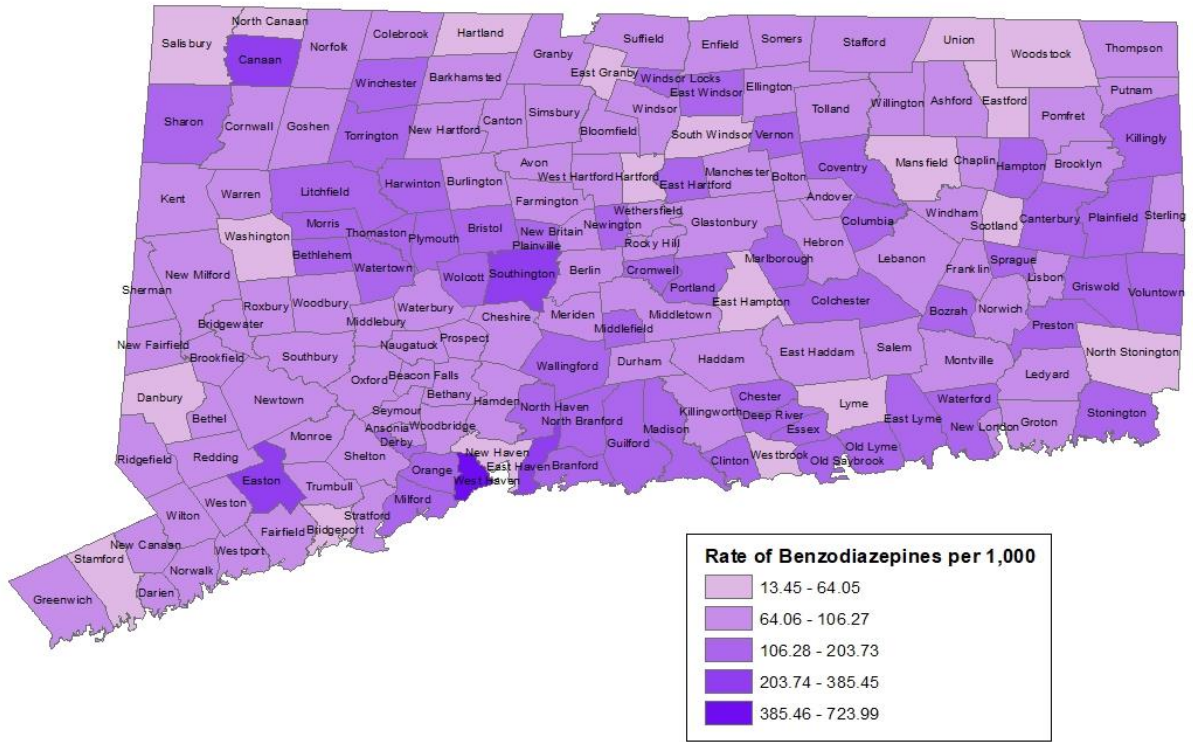 North Canaan
Salisbury
Canaan
Norfolk
Colebrook
Hartland
Suffield
Enfield
Somers
Stafford
Union
Woodstock
Thompson
Granby
East Granby
Winchester
Barkhamsted
Windsor Locks
East Windsor
Ellington
Putnam
Sharon
Cornwall
Goshen
Torrington
New Hartford
Canton
Simsbury
Bloomfield
Windsor
South Windsor
Vernon
Tolland
Willington
Ashford
Eastford
Pomfret
Killingly
Kent
Warren
Litchfield
Harwinton
Burlington
Avon
West Hartford
Hartford
East Hartford
Manchester
Bolton
Coventry
Mansfield
Chaplin
Hampton
Brooklyn
Farmington
Andover
Washington
Morris
Thomaston
Plymouth
Bristol
New Britain
Plainville
Newington
Wethersfield
Rocky Hill
Glastonbury
Hebron
Columbia
Windham
Scotland
Canterbury
Plainfield
Sterling
Bethlehem
Watertown
Wolcott
Southington
Berlin
Cromwell
Portland
Marlborough
Lebanon
Franklin
Sprague
Lisbon
Griswold
Voluntown
Sherman
New Milford
Roxbury
Woodbury
Waterbury
Middlebury
Cheshire
Meriden
Middlefield
Middletown
East Hampton
Colchester
Bozrah
Norwich
Preston
Bridgewater
New Fairfield
Brookfield
Southbury
Naugatuck
Prospect
Wallingford
Durham
Haddam
East Haddam
Salem
Montville
Ledyard
North Stonington
Danbury
Bethel
Newtown
Oxford
Beacon Falls
Bethany
Hamden
Seymour
Ansonia
Woodbridge
Derby
North Haven
North Branford
Guilford
Madison
Killingworth
Chester
Deep River
Essex
Lyme
East Lyme
Waterford
New London
Groton
Stonington
Ridgefield
Redding
Monroe
Shelton
Orange
New Haven
East Haven
West Haven
Branford
Clinton
Westbrook
Old Saybrook
Old Lyme
Easton
Trumbull
Milford
Stratford
Bridgeport
Fairfield
Weston
Wilton
Westport
New Canaan
Norwalk
Stamford
Darien
Greenwich
Rate of Benzodiazepines per 1,000
13.45 - 64.05
64.06 - 106.27
106.28 - 203.73
203.74 - 385.45
385.46 - 723.99